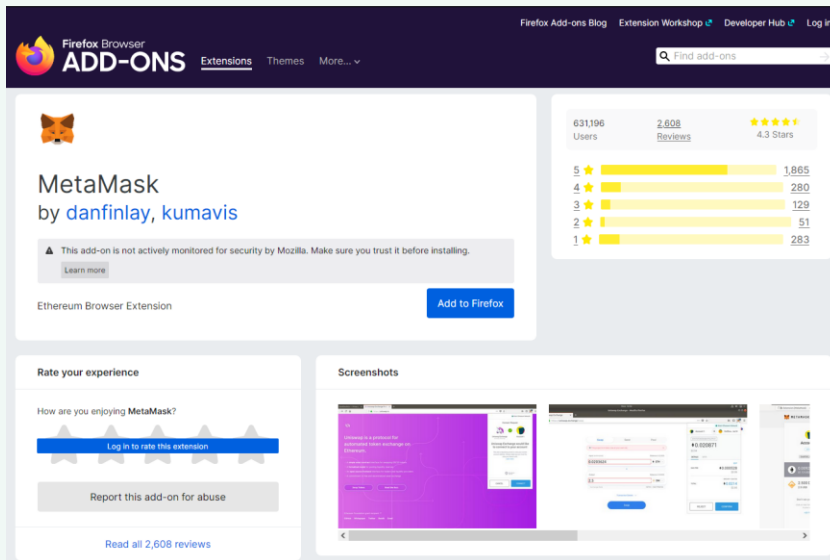 Firefox Add-ons Blog Extension Workshop Developer Hub Log in
Firefox Browser
ADD-ONS
Extensions Themes More...
Find add-ons
MetaMask
by danfinlay, kumavis
This add-on is not actively monitored for security by Mozilla. Make sure you trust it before installing.
Learn more
Ethereum Browser Extension
Add to Firefox
631,196 2,608
Users Reviews 4.3 Stars
5 1,865
4 280
3 129
2 51
1 283
Rate your experience
How are you enjoying MetaMask?
Log in to rate this extension
Report this add-on for abuse
Read all 2,608 reviews
Screenshots